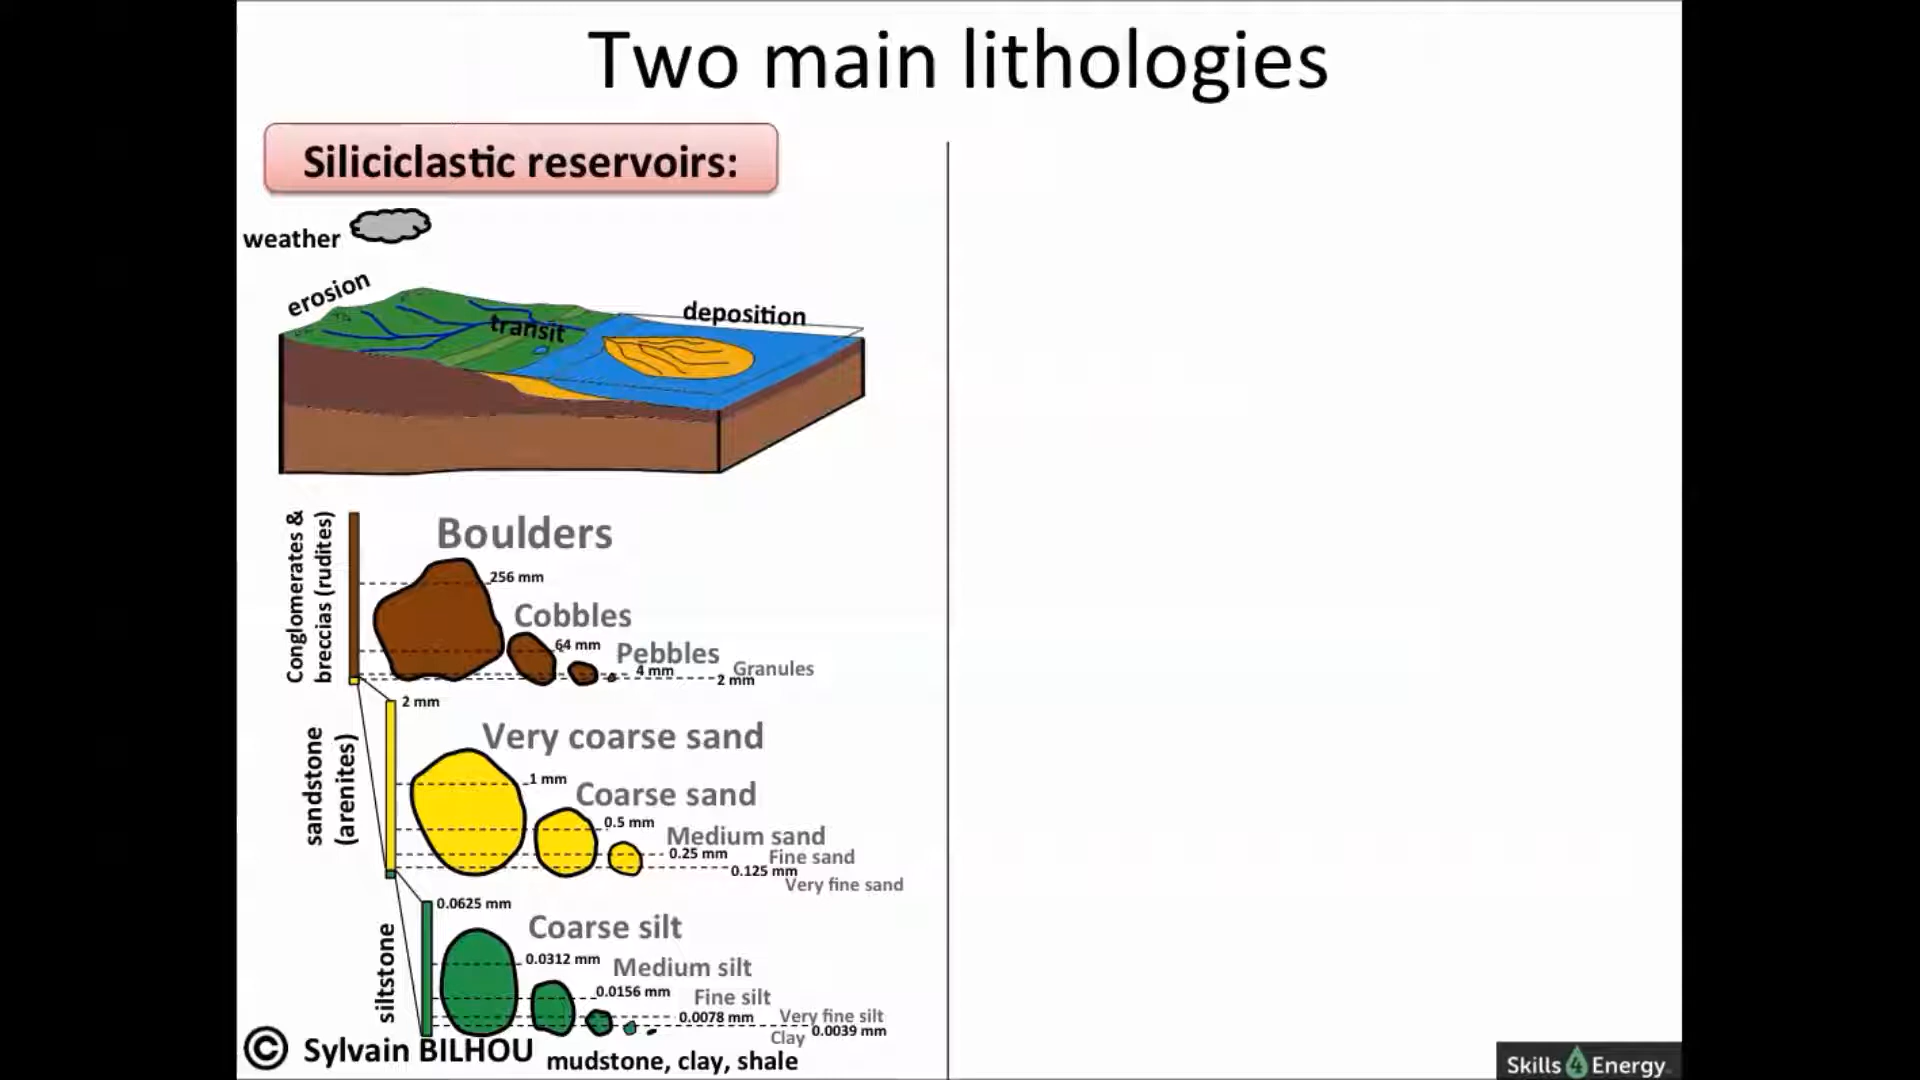 Two main lithologies
Siliciclastic reservoirs:
weather
erosion
transit
deposition
Conglomerates &
breccias (rudites)
Boulders
256 mm
Cobbles
64 mm
Pebbles
4 mm
Granules
2 mm
2 mm
sandstone
(arenites)
Very coarse sand
1 mm
Coarse sand
0.5 mm
Medium sand
0.25 mm
Fine sand
0.125 mm
Very fine sand
0.0625 mm
siltstone
Coarse silt
0.0312 mm
Medium silt
0.0156 mm
Fine silt
0.0078 mm
Very fine silt
0.0039 mm
Clay
mudstone, clay, shale
© Sylvain BILHOU
Skills 4 Energy